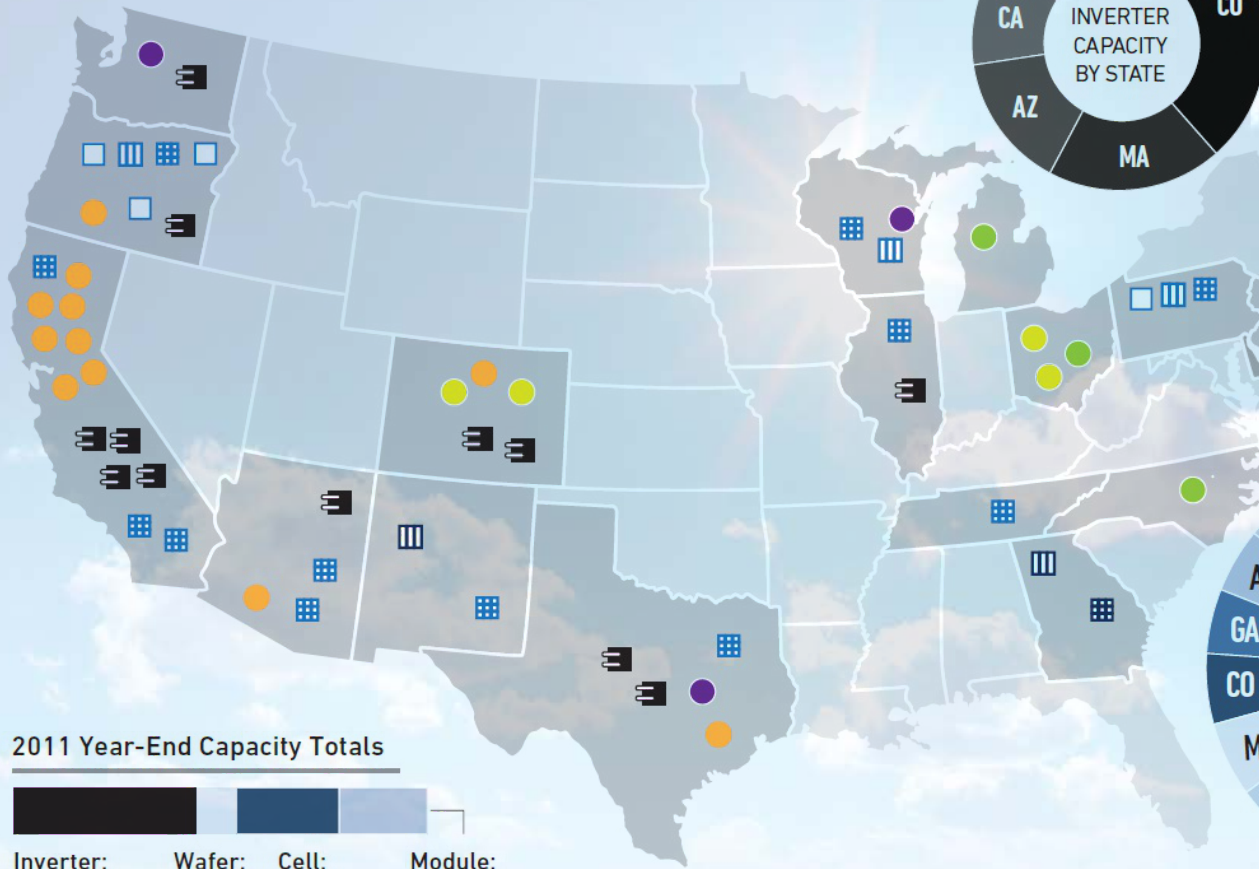 CA
CO
INVERTER
CAPACITY
BY STATE
AZ
MA
GA
CO
2011 Year-End Capacity Totals
Inverter:
Wafer:
Cell:
Module: